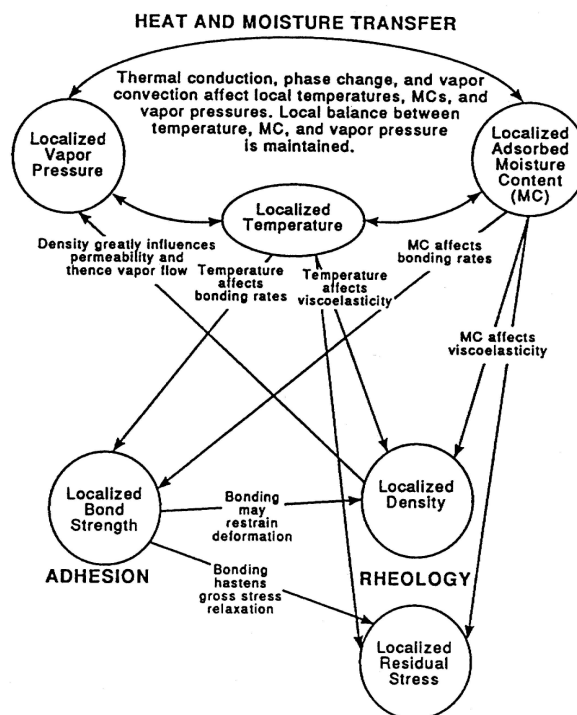 HEAT AND MOISTURE TRANSFER
Thermal conduction, phase change, and vapor
convection affect local temperatures, MCs, and
vapor pressures. Local balance between
temperature, MC, and vapor pressure
is maintained.
Localized
Vapor
Pressure
Localized
Adsorbed
Moisture
Content
(MC)
Localized
Temperature
Density greatly influences
permeability and
thence vapor flow
Temperature
affects
bonding rates
Temperature
affects
viscoelasticity
MC affects
bonding rates
MC affects
viscoelasticity
Localized
Bond
Strength
Bonding
may
restrain
deformation
Localized
Density
ADHESION
Bonding
hastens
gross stress
relaxation
RHEOLOGY
Localized
Residual
Stress